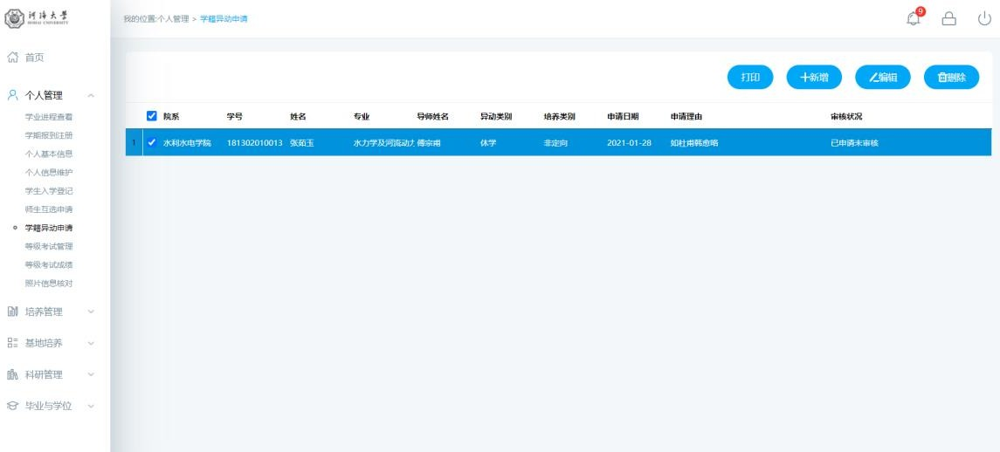 河海大学
HOHAI UNIVERSITY
我的位置:个人管理 > 学籍异动申请
9
首页
个人管理
学业进程查看
学期报到注册
个人基本信息
个人信息维护
学生入学登记
师生互选申请
学籍异动申请
等级考试管理
等级考试成绩
照片信息核对
培养管理
基地培养
科研管理
毕业与学位
打印 新增 编辑 删除
院系 学号 姓名 专业 导师姓名 异动类别 培养类别 申请日期 申请理由 审核状况
1 水利水电学院 181302010013 张茹玉 水力学及河流动力 傅宗甫 休学 非定向 2021-01-28 如杜甫韩愈略 已申请未审核